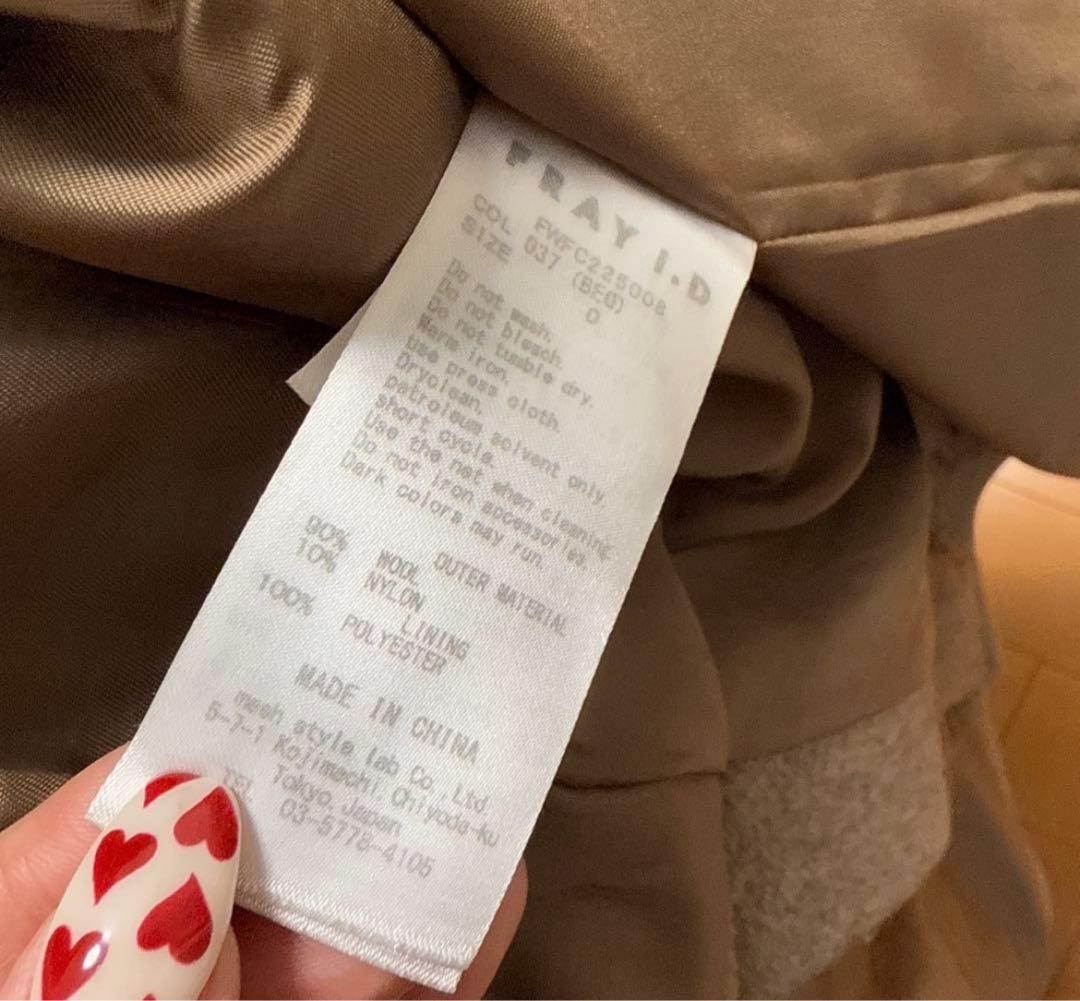 FRAY I.D
FWFC225008
COL 037 (BEG)
SIZE 0
Do not wash.
Do not bleach.
Do not tumble dry.
Warm iron.
Use press cloth.
Dryclean,
petroleum solvent only.
short cycle.
Use the net when cleaning.
Do not iron accessories.
Dark colors may run.
OUTER MATERIAL
90% WOOL
10% NYLON
LINING
100% POLYESTER
MADE IN CHINA
mash style lab Co.,Ltd.
5-7-1 Kojimachi, Chiyoda-ku
Tokyo Japan
TEL 03-5778-4105